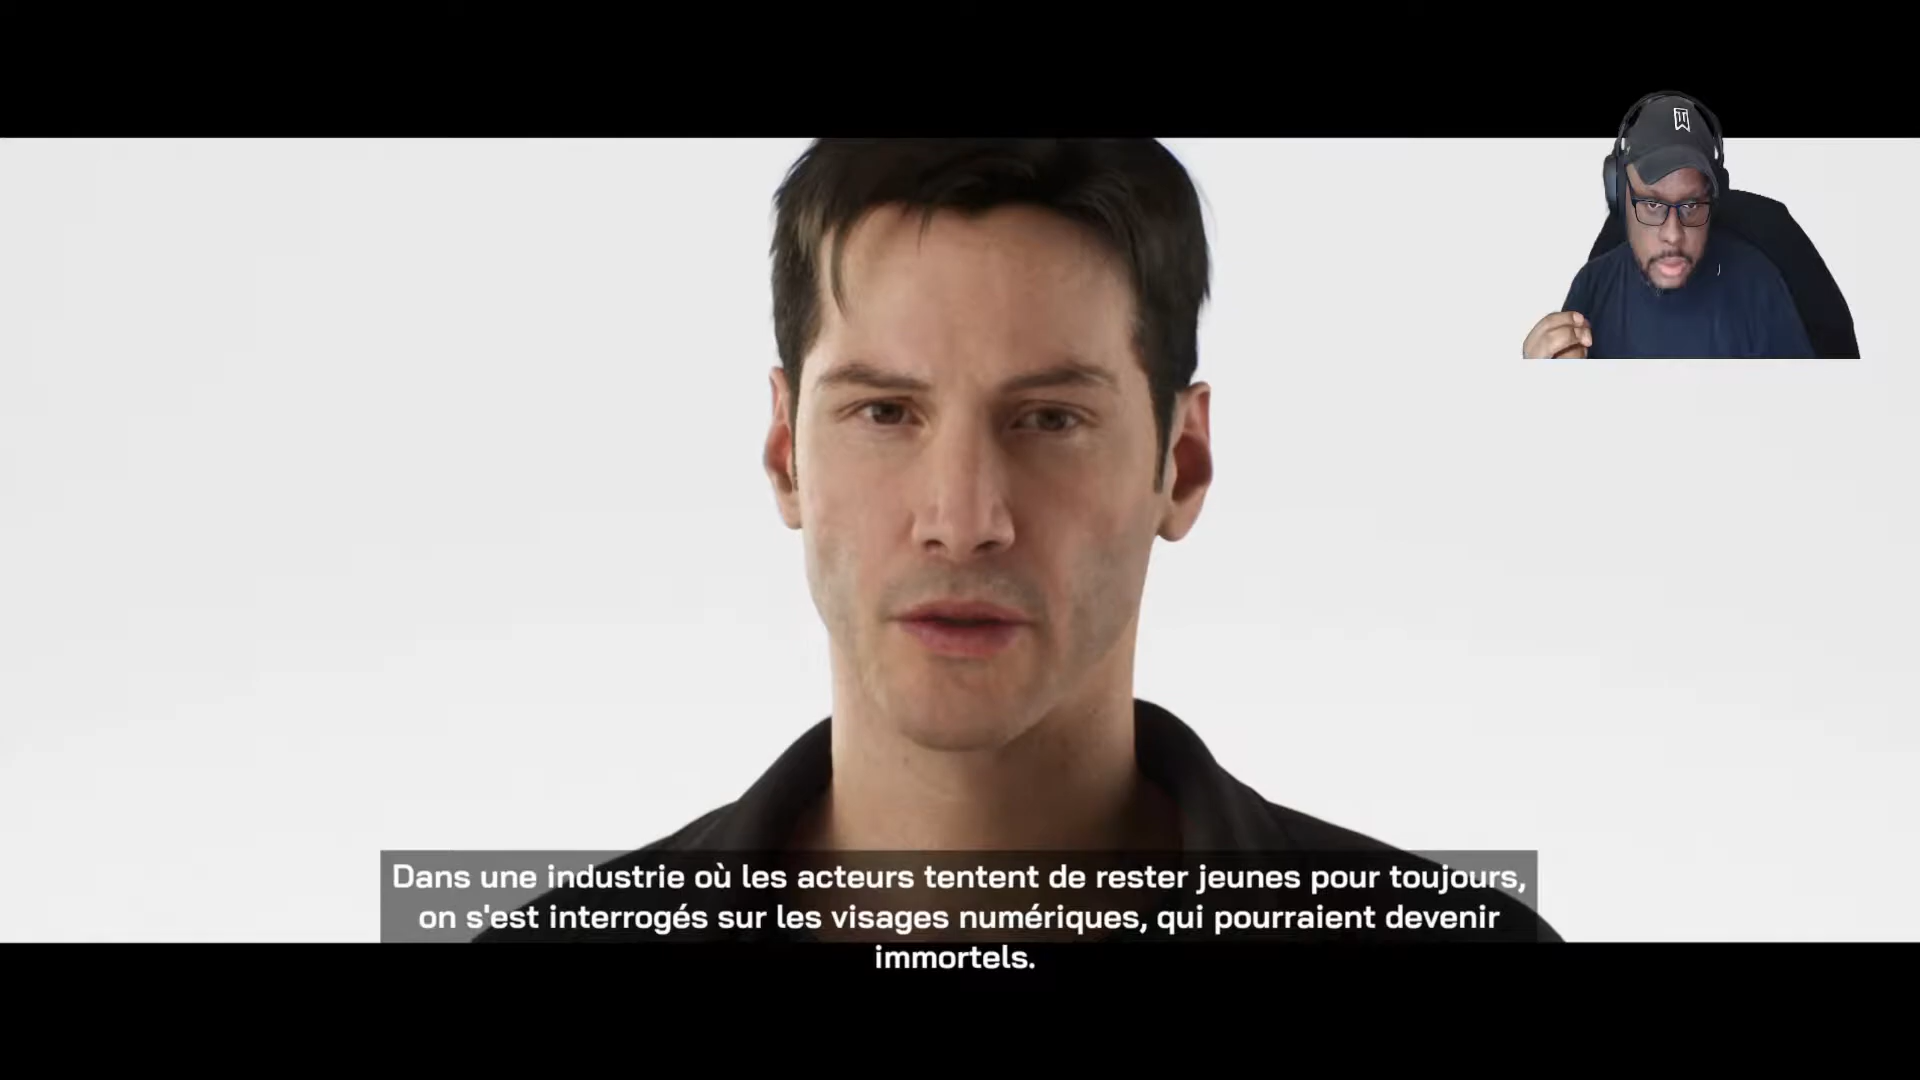 Dans une industrie où les acteurs tentent de rester jeunes pour toujours,
on s'est interrogés sur les visages numériques, qui pourraient devenir
immortels.